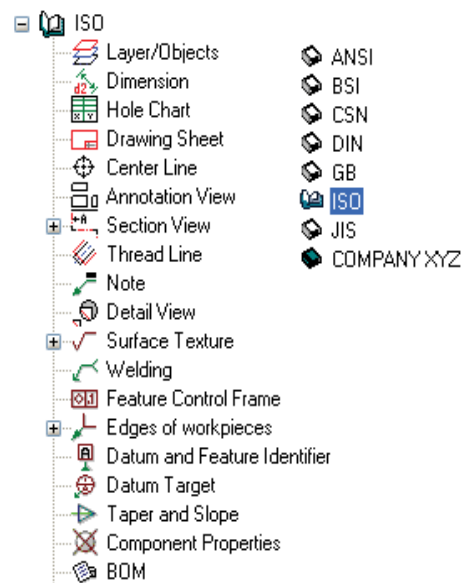 ISO
Layer/Objects
Dimension
Hole Chart
Drawing Sheet
Center Line
Annotation View
Section View
Thread Line
Note
Detail View
Surface Texture
Welding
Feature Control Frame
Edges of workpieces
Datum and Feature Identifier
Datum Target
Taper and Slope
Component Properties
BOM
ANSI
BSI
CSN
DIN
GB
ISO
JIS
COMPANY XYZ